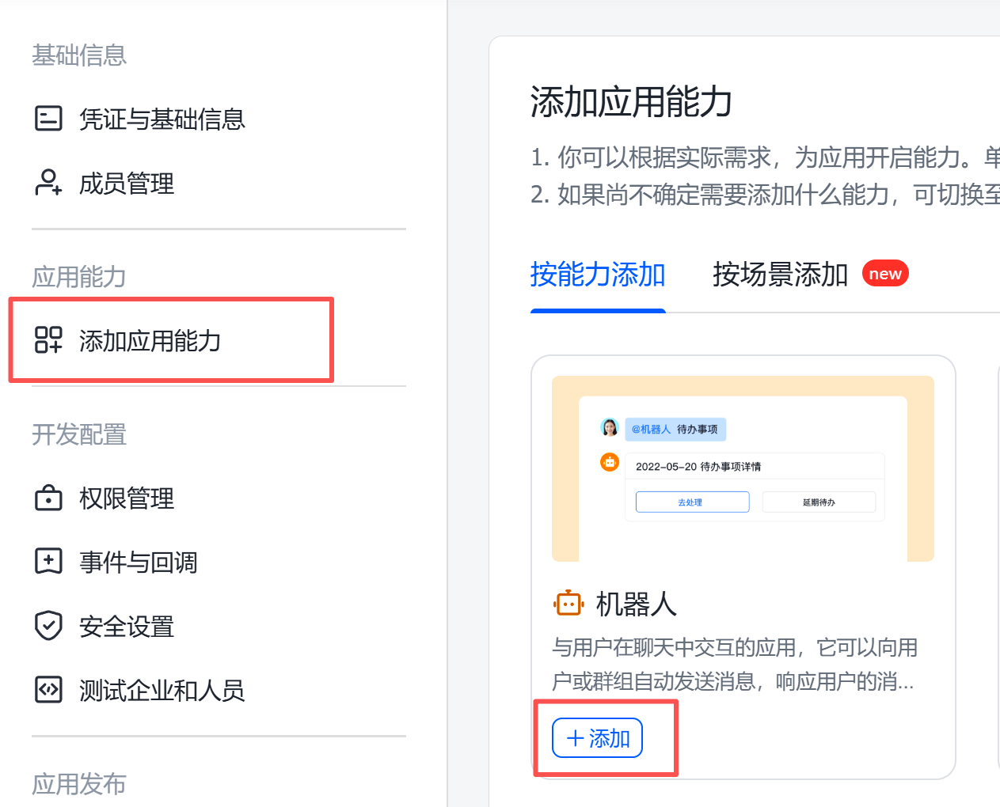 基础信息
凭证与基础信息
成员管理
应用能力
添加应用能力
开发配置
权限管理
事件与回调
安全设置
测试企业和人员
应用发布
添加应用能力
1. 你可以根据实际需求，为应用开启能力。单
2. 如果尚不确定需要添加什么能力，可切换至
按能力添加
按场景添加 new
@机器人 待办事项
2022-05-20 待办事项详情
去处理
延期待办
机器人
与用户在聊天中交互的应用，它可以向用
户或群组自动发送消息，响应用户的消...
+ 添加